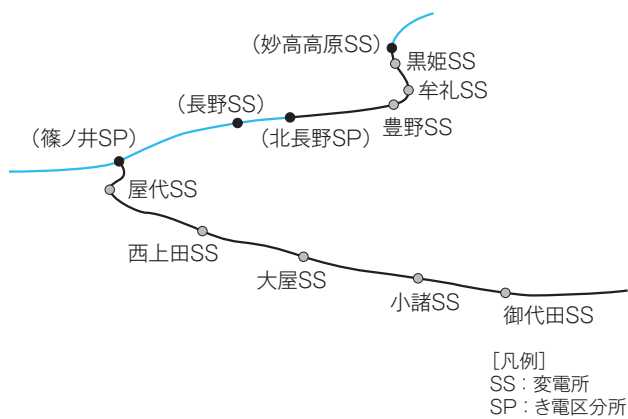 (妙高高原SS)
黒姫SS
牟礼SS
(長野SS)
(北長野SP)
豊野SS
(篠ノ井SP)
屋代SS
西上田SS
大屋SS
小諸SS
御代田SS
[凡例]
SS：変電所
SP：き電区分所